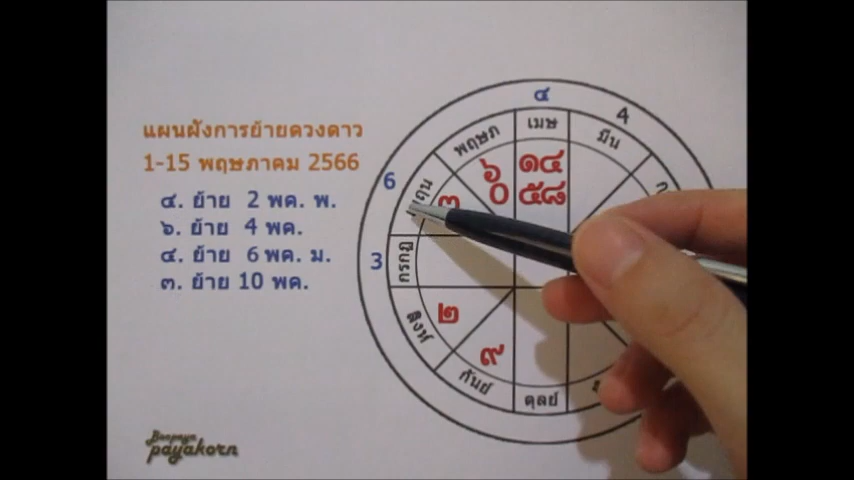 แผนผังการย้ายดวงดาว
1-15 พฤษภาคม 2566
๔. ย้าย 2 พค. พ.
๖. ย้าย 4 พค.
๔. ย้าย 6 พค. ม.
๓. ย้าย 10 พค.
๔
4
6
3
เมษ
มีน
พฤษภ
กรกฎ
สิงห์
กันย์
ตุลย์
๑๔
๕๘
๖
๐
๓
๒
๙
Boonpaya
payakorn